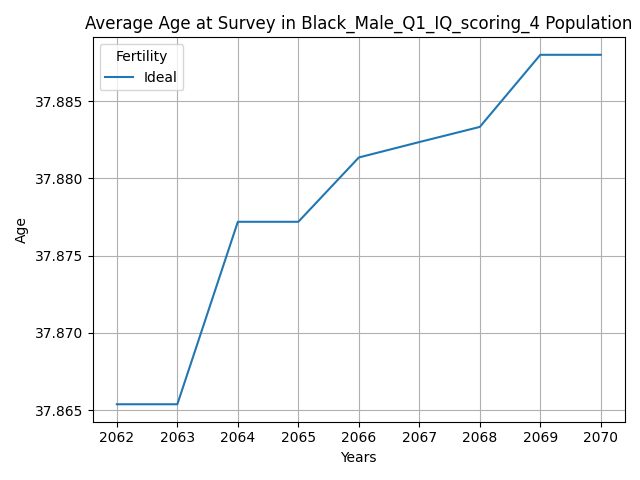 Average Age at Survey in Black_Male_Q1_IQ_scoring_4 Population
Fertility
Ideal
37.885
37.880
37.875
37.870
37.865
Age
2062 2063 2064 2065 2066 2067 2068 2069 2070
Years